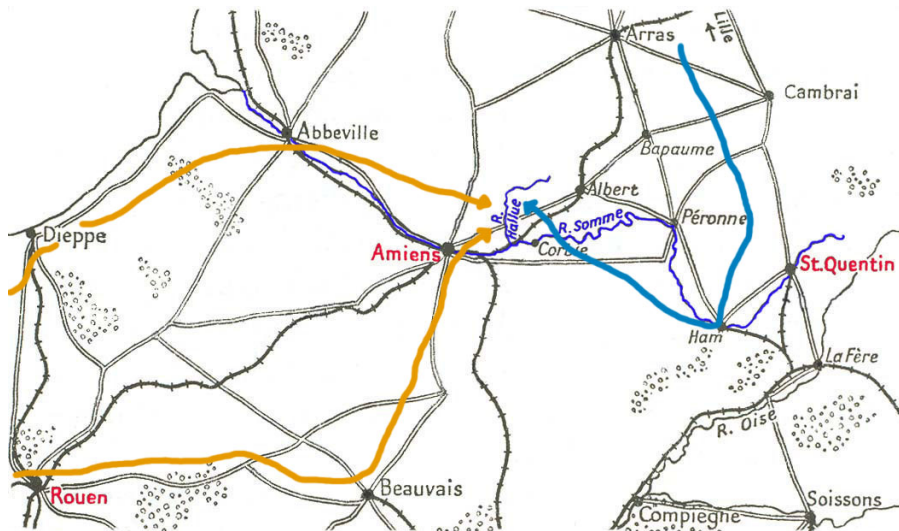 Lille
Arras
Cambrai
Abbeville
Bapaume
Albert
R.
Hallue
R. Somme
Péronne
Dieppe
Amiens
Corbie
St.Quentin
Ham
La Fère
R. Oise
Rouen
Beauvais
Compiegne
Soissons